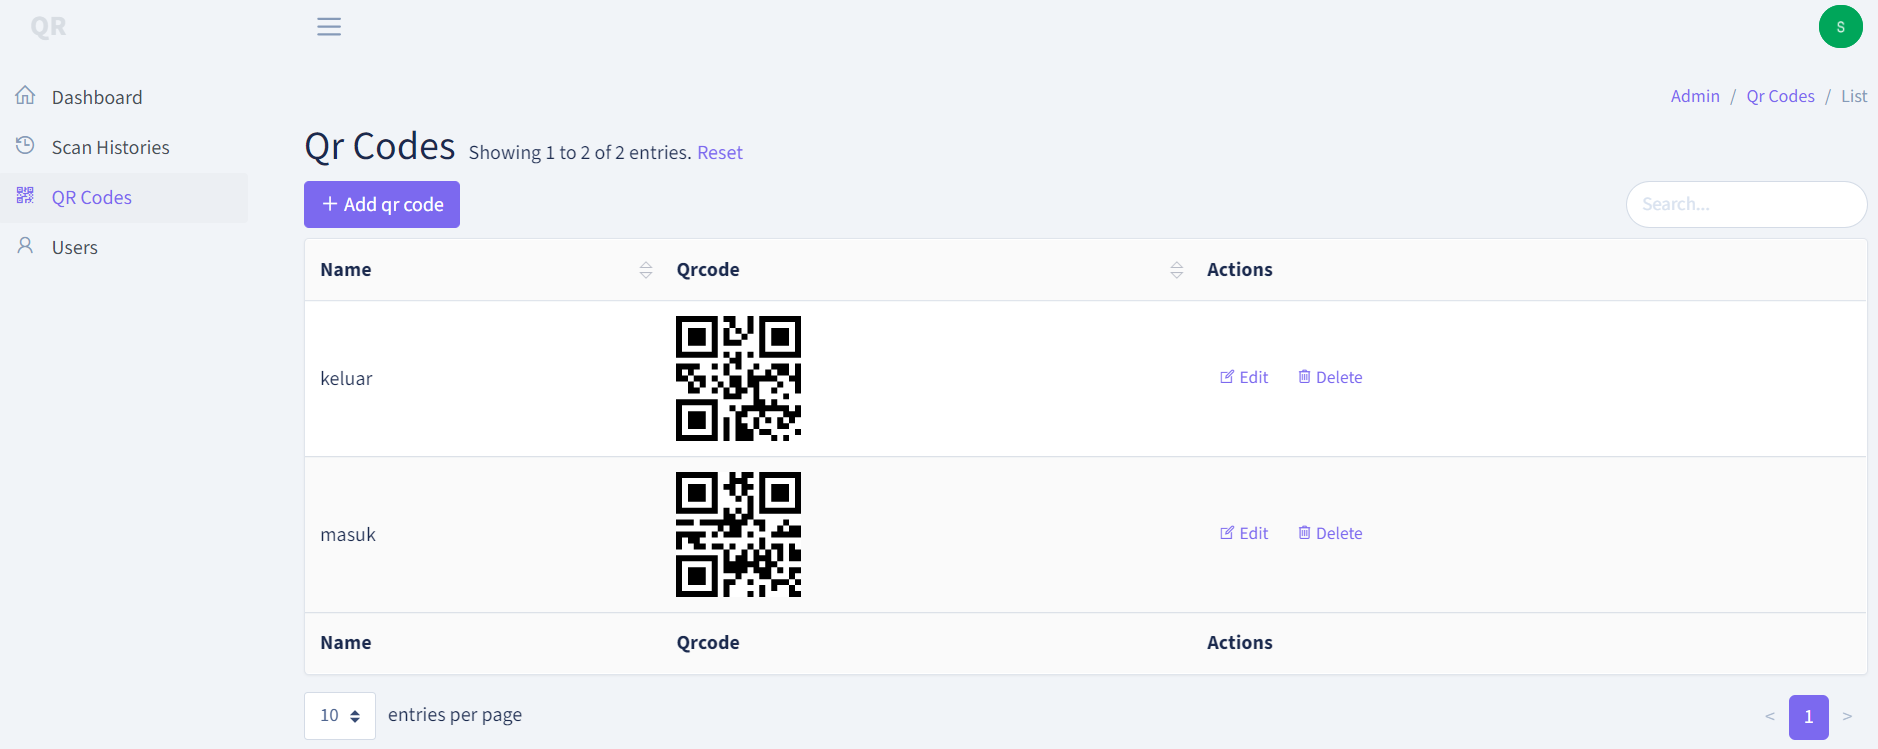 QR
S
Dashboard
Scan Histories
QR Codes
Users
Admin / Qr Codes / List
Qr Codes Showing 1 to 2 of 2 entries. Reset
+ Add qr code
Search...
Name Qrcode Actions
keluar Edit Delete
masuk Edit Delete
Name Qrcode Actions
10 entries per page
< 1 >